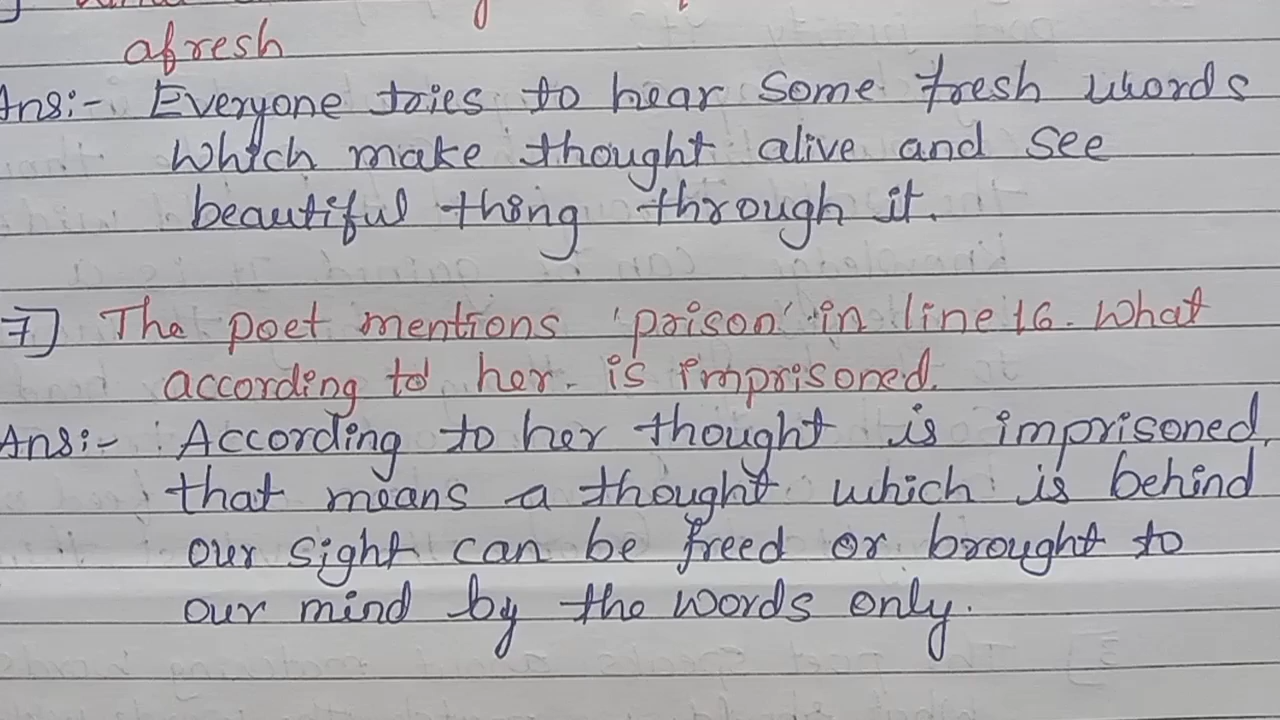 afresh
Ans:- Everyone tries to hear some fresh words
which make thought alive and see
beautiful thing through it.
7] The poet mentions 'prison' in line 16. What
according to her. is imprisoned.
Ans:- According to her thought is imprisoned,
that means a thought which is behind
our sight can be freed or brought to
our mind by the words only.